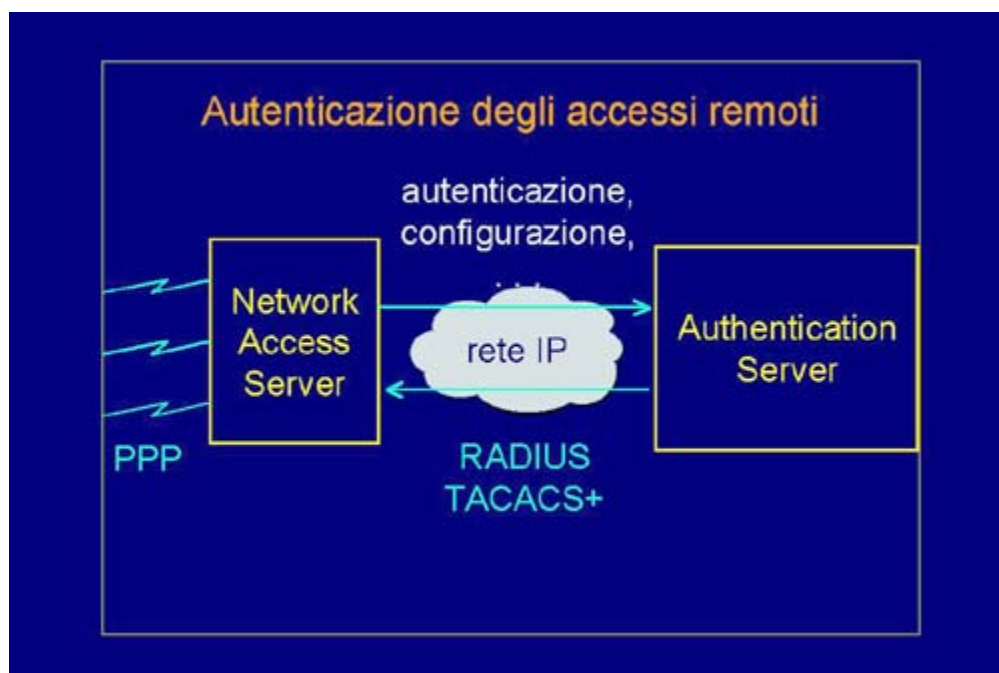 Autenticazione degli accessi remoti
autenticazione,
configurazione,
...
Network
Access
Server
rete IP
Authentication
Server
PPP
RADIUS
TACACS+